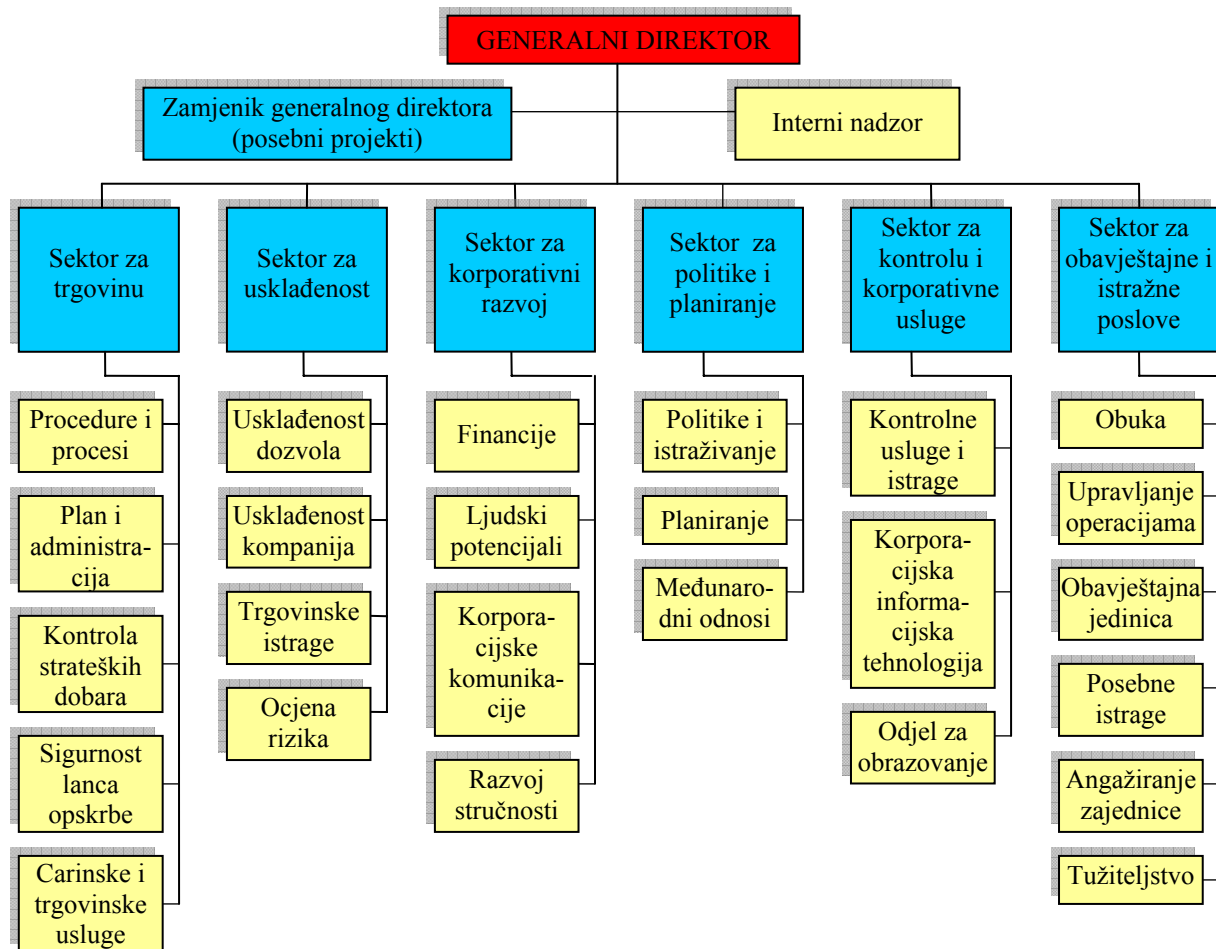 GENERALNI DIREKTOR
Zamjenik generalnog direktora
(posebni projekti)
Interni nadzor
Sektor za
trgovinu
Sektor za
usklađenost
Sektor za
korporativni
razvoj
Sektor za
politike i
planiranje
Sektor za
kontrolu i
korporativne
usluge
Sektor za
obavještajne i
istražne
poslove
Procedure i
procesi
Plan i
administra-
cija
Kontrola
strateških
dobara
Sigurnost
lanca
opskrbe
Carinske i
trgovinske
usluge
Usklađenost
dozvola
Usklađenost
kompanija
Trgovinske
istrage
Ocjena
rizika
Financije
Ljudski
potencijali
Korpora-
cijske
komunika-
cije
Razvoj
stručnosti
Politike i
istraživanje
Planiranje
Međunaro-
dni odnosi
Kontrolne
usluge i
istrage
Korpora-
cijska
informa-
cijska
tehnologija
Odjel za
obrazovanje
Obuka
Upravljanje
operacijama
Obavještajna
jedinica
Posebne
istrage
Angažiranje
zajednice
Tužiteljstvo